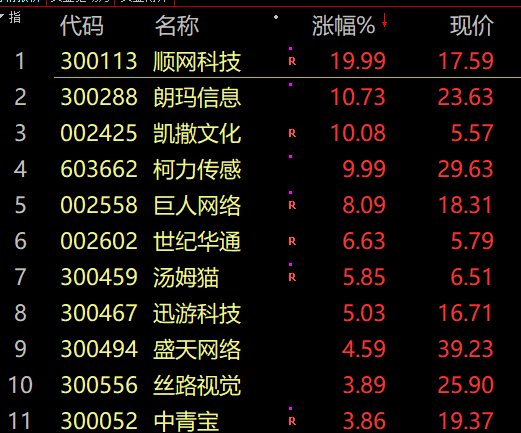 指 代码 名称 涨幅% ↓ 现价
1 300113 顺网科技 R 19.99 17.59
2 300288 朗玛信息 10.73 23.63
3 002425 凯撒文化 R 10.08 5.57
4 603662 柯力传感 9.99 29.63
5 002558 巨人网络 R 8.09 18.31
6 002602 世纪华通 R 6.63 5.79
7 300459 汤姆猫 R 5.85 6.51
8 300467 迅游科技 5.03 16.71
9 300494 盛天网络 4.59 39.23
10 300556 丝路视觉 3.89 25.90
11 300052 中青宝 R 3.86 19.37